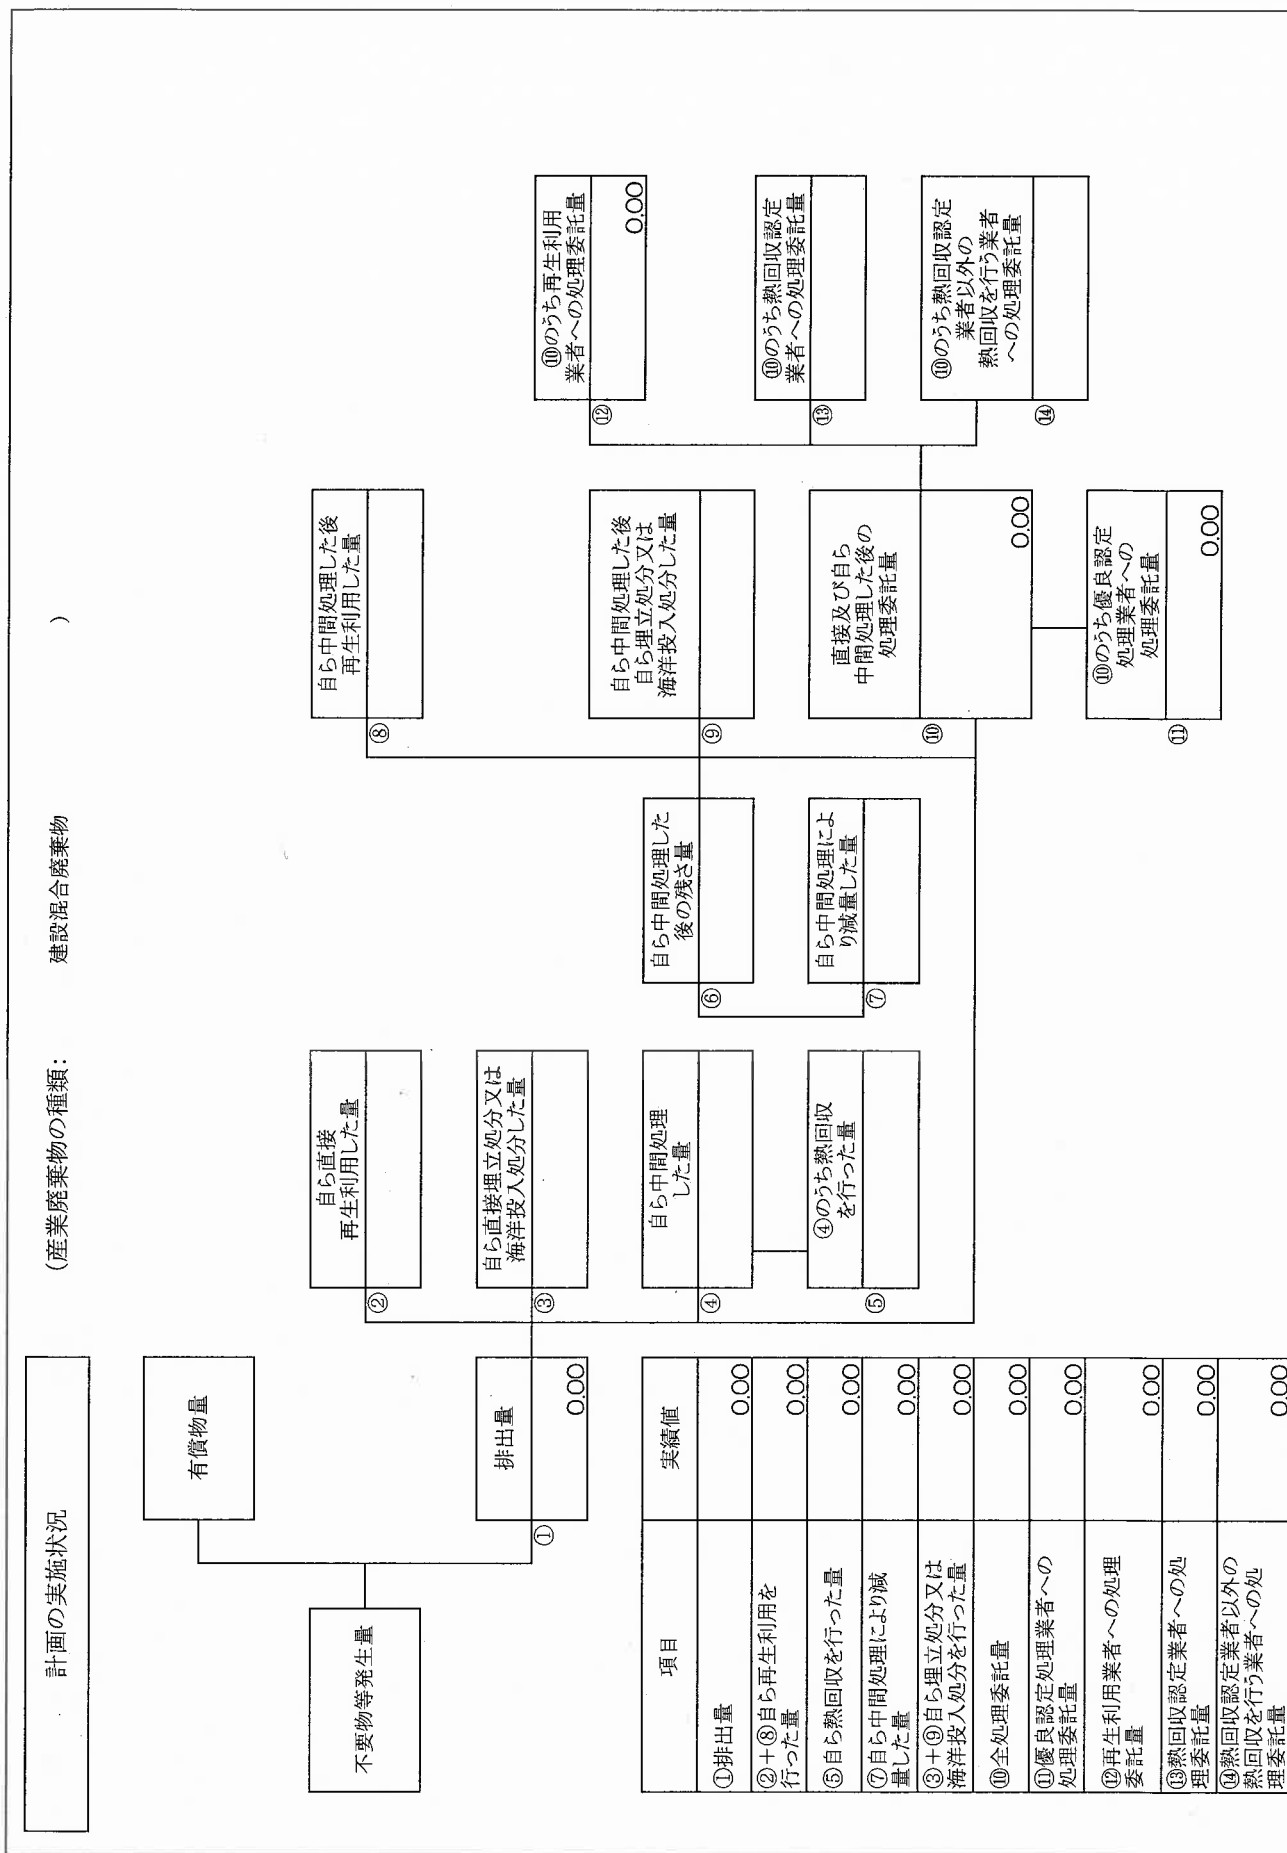 計画の実施状況
(産業廃棄物の種類: 建設混合廃棄物 )
有償物量
不要物等発生量
①
排出量
0.00
②
自ら直接
再生利用した量
③
自ら直接埋立処分又は
海洋投入処分した量
④
自ら中間処理
した量
⑤
④のうち熱回収
を行った量
⑥
自ら中間処理した
後の残さ量
⑦
自ら中間処理によ
り減量した量
⑧
自ら中間処理した後
再生利用した量
⑨
自ら中間処理した後
自ら埋立処分又は
海洋投入処分した量
⑩
直接及び自ら
中間処理した後の
処理委託量
0.00
⑪
⑩のうち優良認定
処理業者への
処理委託量
0.00
⑫
⑩のうち再生利用
業者への処理委託量
0.00
⑬
⑩のうち熱回収認定
業者への処理委託量
⑭
⑩のうち熱回収認定
業者以外の
熱回収を行う業者
への処理委託量
項目 実績値
①排出量 0.00
②+⑧自ら再生利用を
行った量 0.00
⑤自ら熱回収を行った量 0.00
⑦自ら中間処理により減
量した量 0.00
③+⑨自ら埋立処分又は
海洋投入処分を行った量 0.00
⑩全処理委託量 0.00
⑪優良認定処理業者への
処理委託量 0.00
⑫再生利用業者への処理
委託量 0.00
⑬熱回収認定業者への処
理委託量 0.00
⑭熱回収認定業者以外の
熱回収を行う業者への処
理委託量 0.00